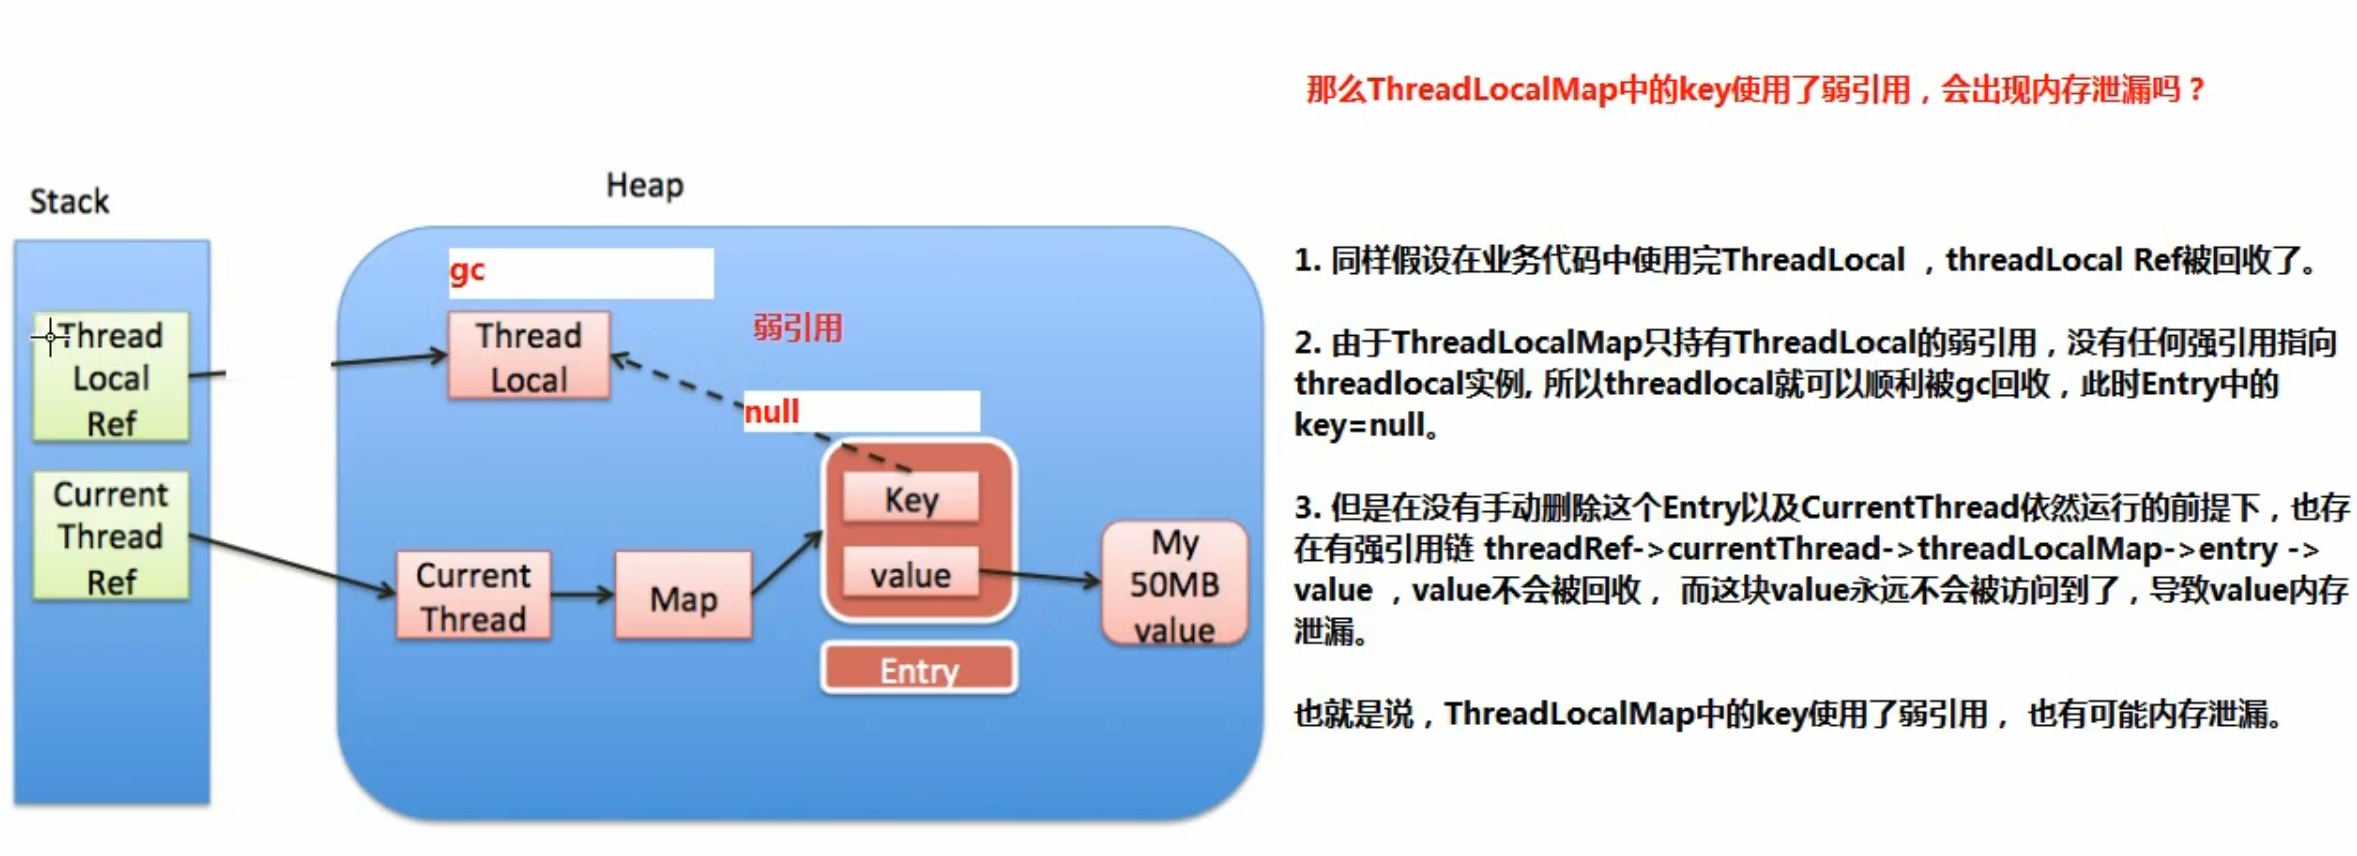 那么ThreadLocalMap中的key使用了弱引用，会出现内存泄漏吗？
Stack
Heap
gc
Thread
Local
Ref
Thread
Local
弱引用
null
Current
Thread
Ref
Current
Thread
Map
Key
value
Entry
My
50MB
value
1. 同样假设在业务代码中使用完ThreadLocal ，threadLocal Ref被回收了。
2. 由于ThreadLocalMap只持有ThreadLocal的弱引用，没有任何强引用指向
threadlocal实例, 所以threadlocal就可以顺利被gc回收，此时Entry中的
key=null。
3. 但是在没有手动删除这个Entry以及CurrentThread依然运行的前提下，也存
在有强引用链 threadRef->currentThread->threadLocalMap->entry ->
value ，value不会被回收， 而这块value永远不会被访问到了，导致value内存
泄漏。
也就是说，ThreadLocalMap中的key使用了弱引用， 也有可能内存泄漏。